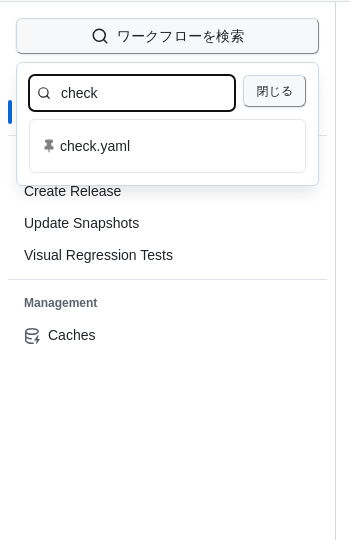 ワークフローを検索
check
閉じる
check.yaml
Create Release
Update Snapshots
Visual Regression Tests
Management
Caches